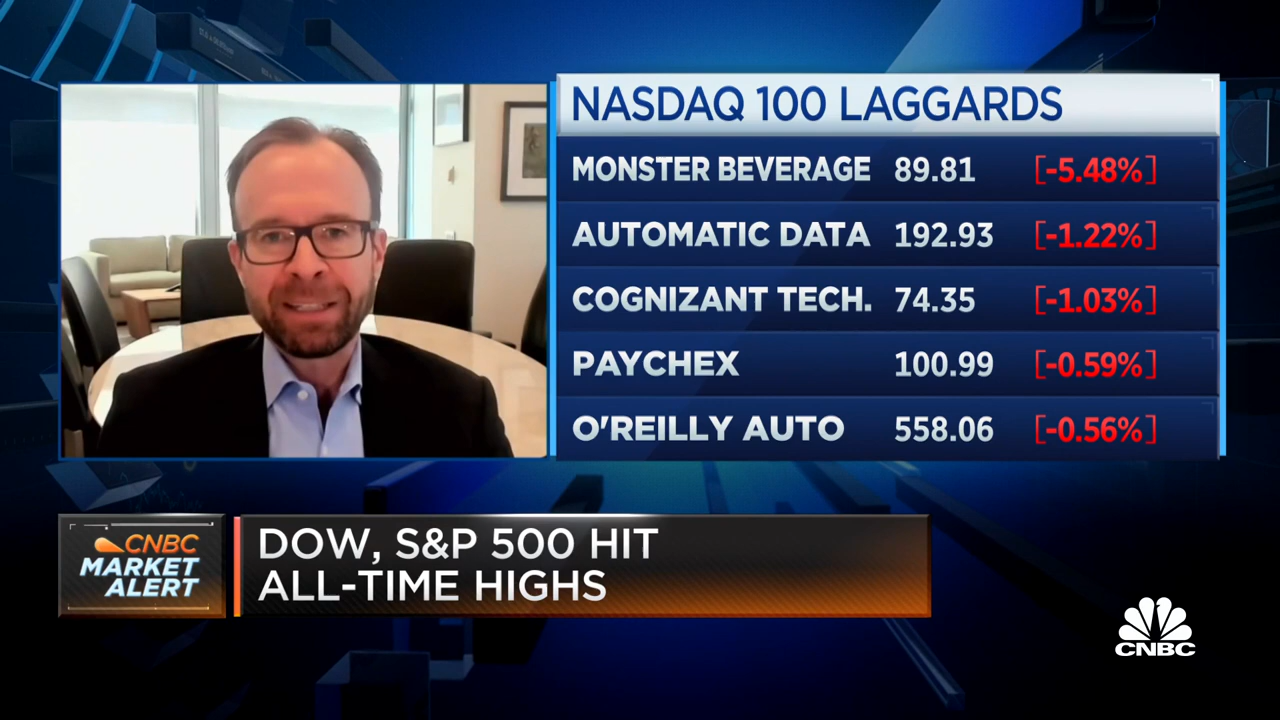 NASDAQ 100 LAGGARDS
MONSTER BEVERAGE 89.81 [-5.48%]
AUTOMATIC DATA 192.93 [-1.22%]
COGNIZANT TECH. 74.35 [-1.03%]
PAYCHEX 100.99 [-0.59%]
O'REILLY AUTO 558.06 [-0.56%]
CNBC
MARKET
ALERT
DOW, S&P 500 HIT
ALL-TIME HIGHS
CNBC